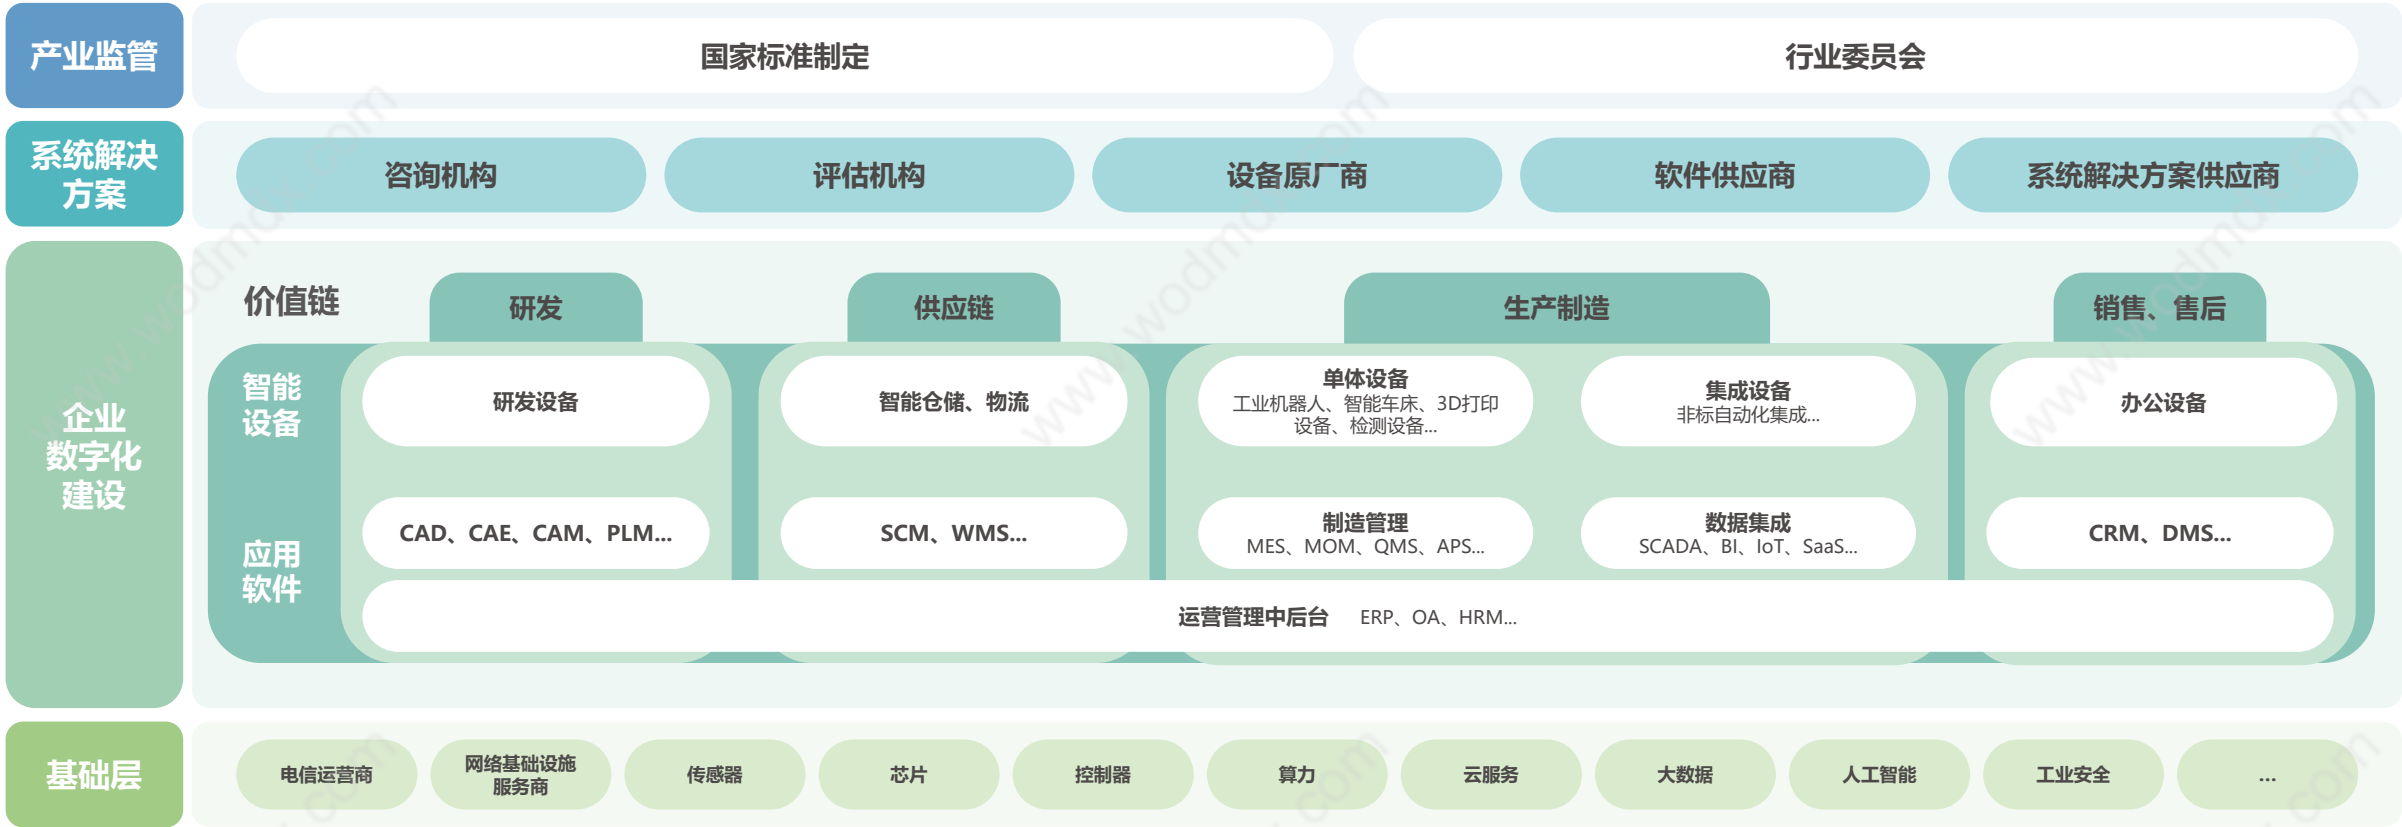 产业监管
国家标准制定
行业委员会
系统解决
方案
咨询机构
评估机构
设备原厂商
软件供应商
系统解决方案供应商
企业
数字化
建设
价值链
研发
供应链
生产制造
销售、售后
智能
设备
研发设备
智能仓储、物流
单体设备
工业机器人、智能车床、3D打印
设备、检测设备...
集成设备
非标自动化集成...
办公设备
应用
软件
CAD、CAE、CAM、PLM...
SCM、WMS...
制造管理
MES、MOM、QMS、APS...
数据集成
SCADA、BI、IoT、SaaS...
CRM、DMS...
运营管理中后台 ERP、OA、HRM...
基础层
电信运营商
网络基础设施
服务商
传感器
芯片
控制器
算力
云服务
大数据
人工智能
工业安全
...